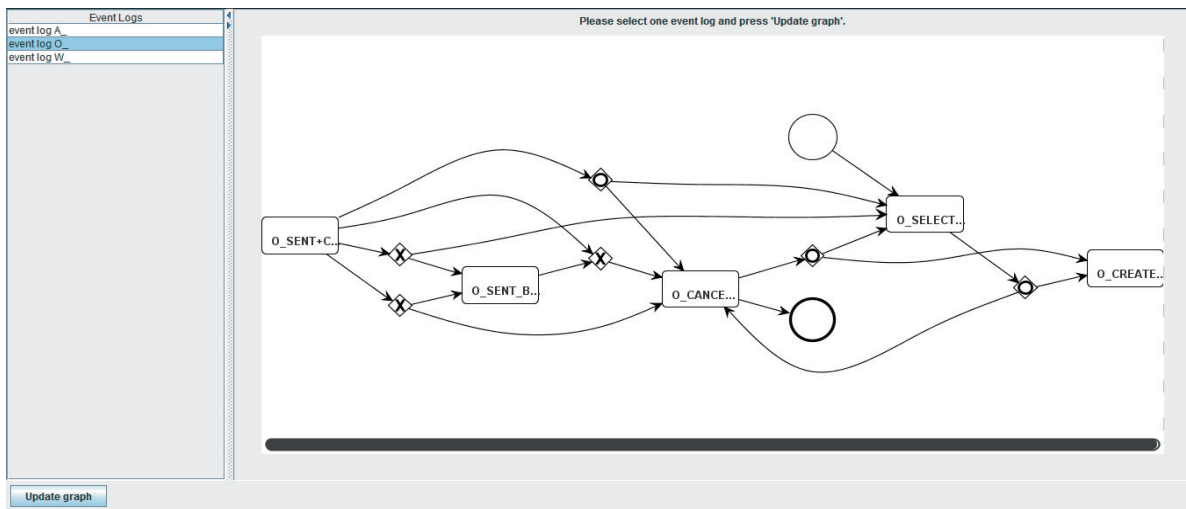 Event Logs
event log A_
event log O_
event log W_
Please select one event log and press 'Update graph'.
O_SENT+C...
X
X
O_SENT_B...
X
O_CANCE...
O_SELECT...
O_CREATE...
Update graph